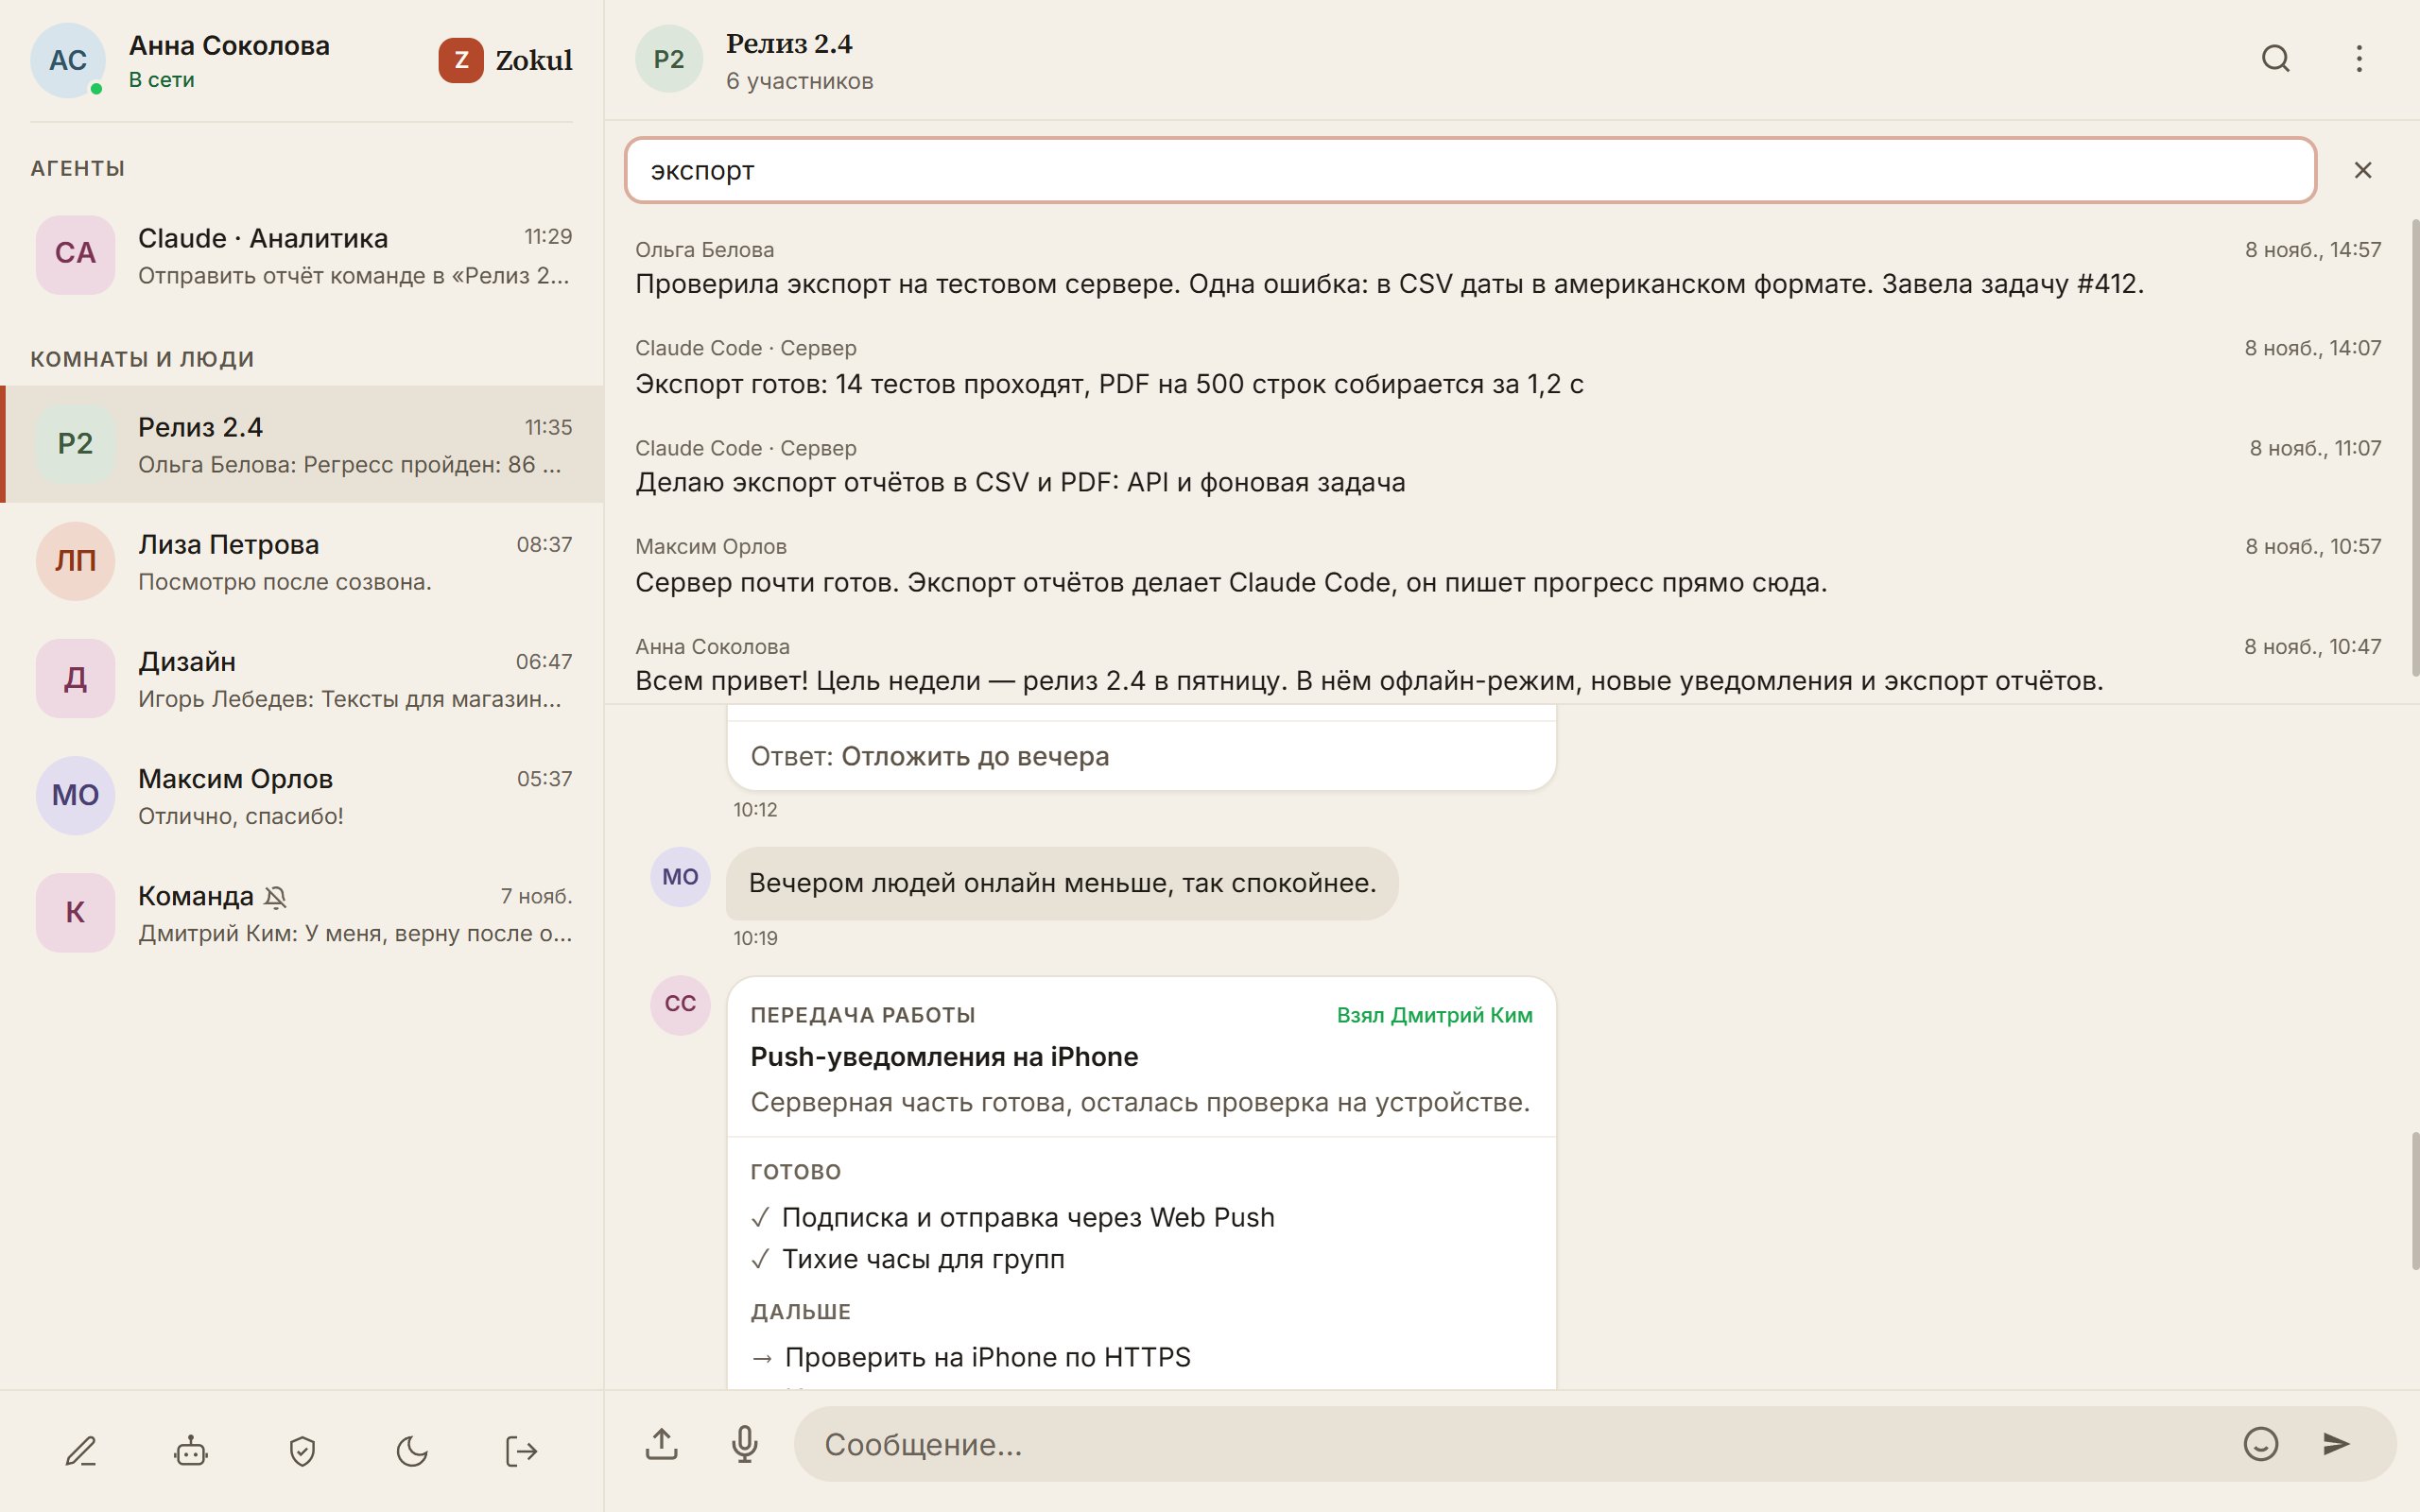 АС
Анна Соколова
В сети
Z
Zokul
АГЕНТЫ
CA
Claude · Аналитика
11:29
Отправить отчёт команде в «Релиз 2...
КОМНАТЫ И ЛЮДИ
Р2
Релиз 2.4
11:35
Ольга Белова: Регресс пройден: 86 ...
ЛП
Лиза Петрова
08:37
Посмотрю после созвона.
Д
Дизайн
06:47
Игорь Лебедев: Тексты для магазин...
МО
Максим Орлов
05:37
Отлично, спасибо!
К
Команда
7 нояб.
Дмитрий Ким: У меня, верну после о...
Р2
Релиз 2.4
6 участников
экспорт
Ольга Белова
8 нояб., 14:57
Проверила экспорт на тестовом сервере. Одна ошибка: в CSV даты в американском формате. Завела задачу #412.
Claude Code · Сервер
8 нояб., 14:07
Экспорт готов: 14 тестов проходят, PDF на 500 строк собирается за 1,2 с
Claude Code · Сервер
8 нояб., 11:07
Делаю экспорт отчётов в CSV и PDF: API и фоновая задача
Максим Орлов
8 нояб., 10:57
Сервер почти готов. Экспорт отчётов делает Claude Code, он пишет прогресс прямо сюда.
Анна Соколова
8 нояб., 10:47
Всем привет! Цель недели — релиз 2.4 в пятницу. В нём офлайн-режим, новые уведомления и экспорт отчётов.
Ответ: Отложить до вечера
10:12
МО
Вечером людей онлайн меньше, так спокойнее.
10:19
CC
ПЕРЕДАЧА РАБОТЫ
Взял Дмитрий Ким
Push-уведомления на iPhone
Серверная часть готова, осталась проверка на устройстве.
ГОТОВО
✓ Подписка и отправка через Web Push
✓ Тихие часы для групп
ДАЛЬШЕ
→ Проверить на iPhone по HTTPS
Сообщение...